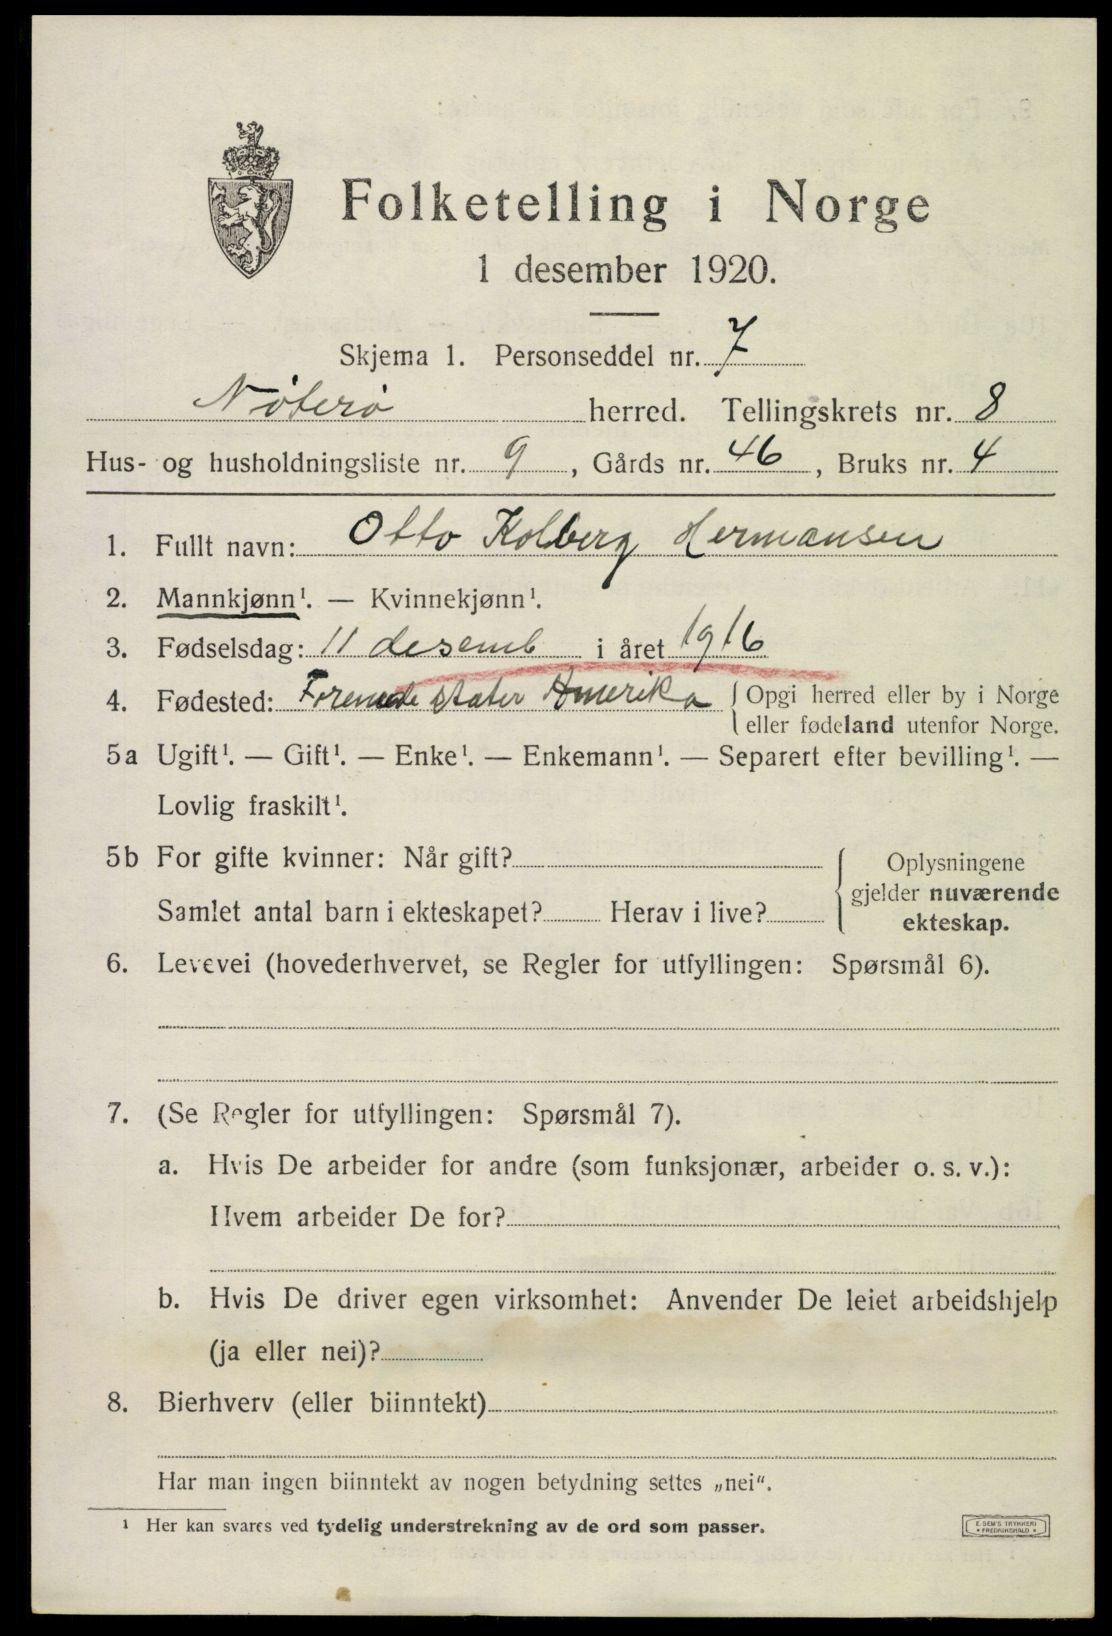 Folketelling i Norge
1 desember 1920.
Skjema 1. Personseddel nr. 7
Nøterø herred. Tellingskrets nr. 8
Hus- og husholdningsliste nr. 9, Gårds nr. 46, Bruks nr. 4
1. Fullt navn: Otto Kolberg Hermansen
2. Mannkjønn¹. — Kvinnekjønn¹.
3. Fødselsdag: 11 desemb i året 1916
4. Fødested: Forenede stater Amerika { Opgi herred eller by i Norge
eller fødeland utenfor Norge.
5a Ugift¹. — Gift¹. — Enke¹. — Enkemann¹. — Separert efter bevilling¹. —
Lovlig fraskilt¹.
5b For gifte kvinner: Når gift?
Samlet antal barn i ekteskapet? Herav i live?
{ Oplysningene
gjelder nuværende
ekteskap.
6. Levevei (hovederhvervet, se Regler for utfyllingen: Spørsmål 6).
7. (Se Regler for utfyllingen: Spørsmål 7).
a. Hvis De arbeider for andre (som funksjonær, arbeider o. s. v.):
Hvem arbeider De for?
b. Hvis De driver egen virksomhet: Anvender De leiet arbeidshjelp
(ja eller nei)?
8. Bierhverv (eller biinntekt)
Har man ingen biinntekt av nogen betydning settes „nei".
¹ Her kan svares ved tydelig understrekning av de ord som passer.
E. SEM'S TRYKKERI
• FREDRIKSHALD •